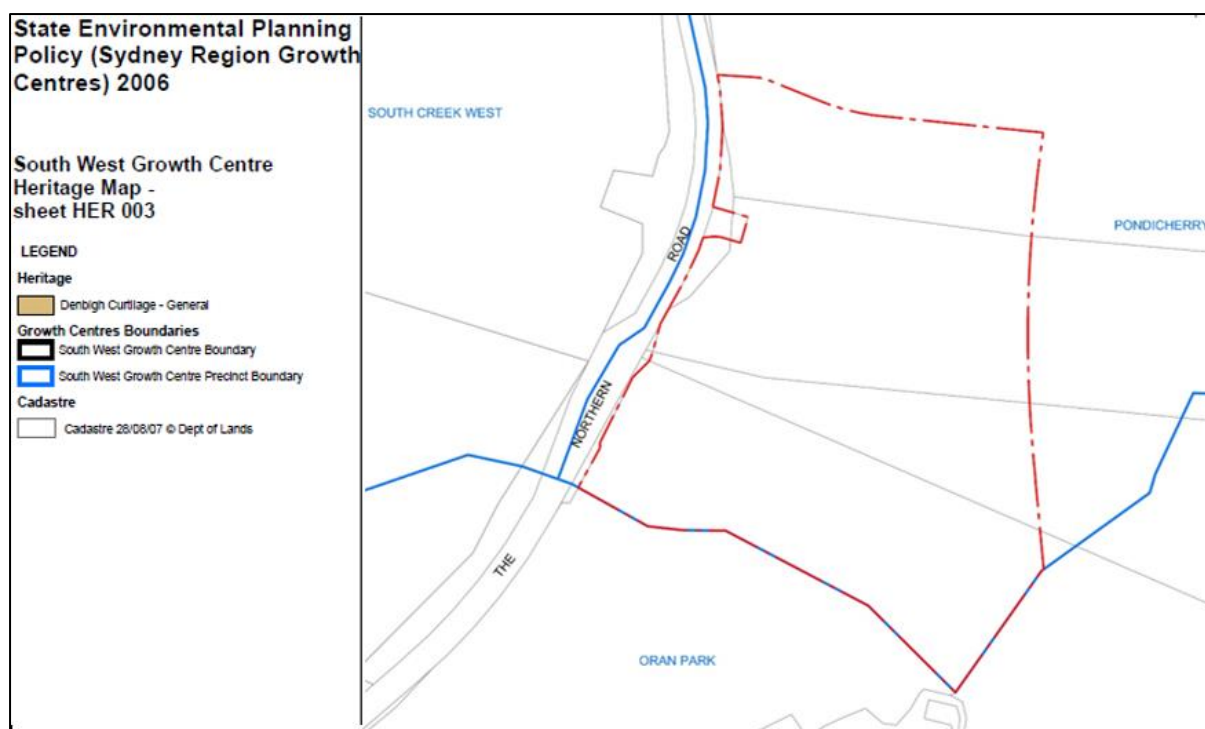 State Environmental Planning
Policy (Sydney Region Growth
Centres) 2006
South West Growth Centre
Heritage Map -
sheet HER 003
LEGEND
Heritage
Denbigh Curtilage - General
Growth Centres Boundaries
South West Growth Centre Boundary
South West Growth Centre Precinct Boundary
Cadastre
Cadastre 28/08/07 © Dept of Lands
SOUTH CREEK WEST
PONDICHERRY
THE NORTHERN ROAD
ORAN PARK